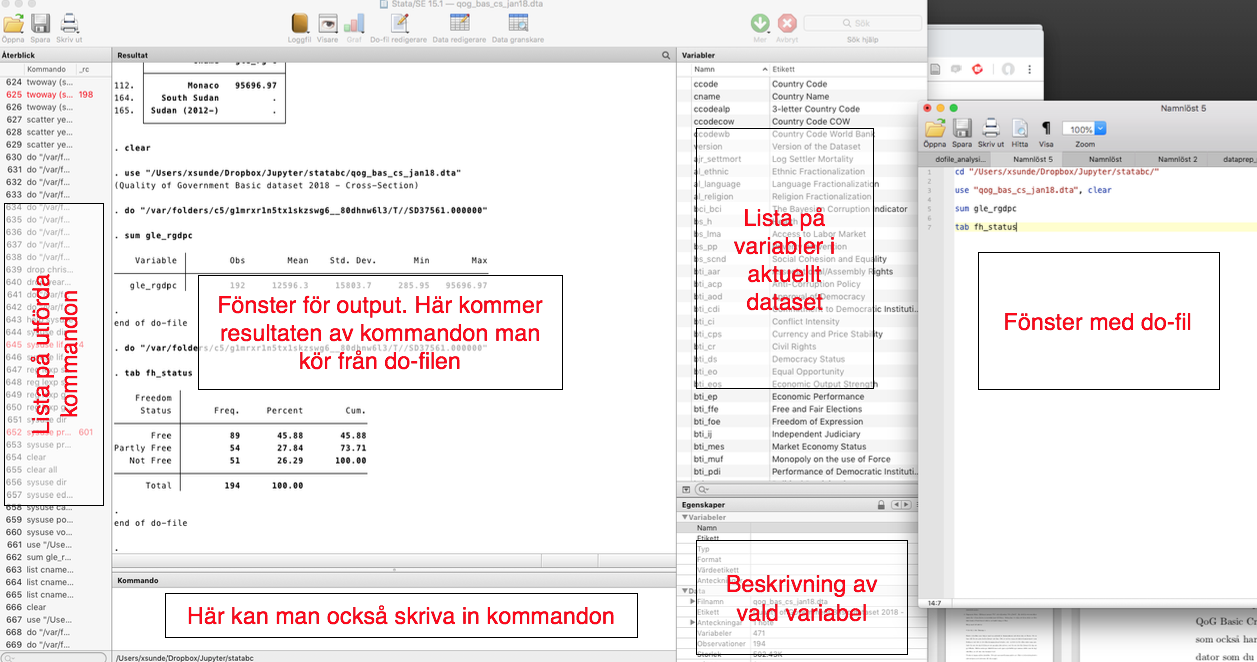 Stata/SE 15.1 — qog_bas_cs_jan18.dta
Öppna Spara Skriv ut
Loggfil Visare Graf Do-fil redigerare Data redigerare Data granskare
Mer Avbryt
Sök
Sök hjälp
Återblick
Kommando _rc
624 twoway (s...
625 twoway (s... 198
626 twoway (s...
627 scatter ye...
628 scatter ye...
629 scatter ye...
630 do "/var/f...
631 do "/var/f...
632 do "/var/f...
633 do "/var/f...
634 do "/var/f...
635 do "/var/f...
636 do "/var/f...
637 do "/var/f...
638 do "/var/f...
639 drop chris...
640
641
642
643
644
645
646
647
648 reg lexp
649
650
651 sysuse dir
652 sysuse pr... 601
653 sysuse pr...
654 clear
655 clear all
656 sysuse dir
657 sysuse ed...
658 sysuse ca...
659 sysuse po...
660 sysuse vo...
661 use "/Use...
662 sum gle_r...
663 list cname...
664 list cname...
665 list cname...
666 clear
667 use "/Use...
668 do "/var/f...
669 do "/var/f...
Lista på utförda
kommandon
Resultat
112. Monaco 95696.97
164. South Sudan .
165. Sudan (2012-) .
. clear
. use "/Users/xsunde/Dropbox/Jupyter/statabc/qog_bas_cs_jan18.dta"
(Quality of Government Basic dataset 2018 - Cross-Section)
. do "/var/folders/c5/g1mrxr1n5tx1skzswg6__80dhnw6l3/T//SD37561.000000"
. sum gle_rgdpc
Variable Obs Mean Std. Dev. Min Max
gle_rgdpc 192 12596.3 15803.7 285.95 95696.97
.
end of do-file
. do "/var/folders/c5/g1mrxr1n5tx1skzswg6__80dhnw6l3/T//SD37561.000000"
. tab fh_status
Fönster för output. Här kommer
resultaten av kommandon man
kör från do-filen
Freedom
Status Freq. Percent Cum.
Free 89 45.88 45.88
Partly Free 54 27.84 73.71
Not Free 51 26.29 100.00
Total 194 100.00
.
end of do-file
.
Kommando
Här kan man också skriva in kommandon
/Users/xsunde/Dropbox/Jupyter/statabc
Variabler
Namn Etikett
ccode Country Code
cname Country Name
ccodealp 3-letter Country Code
ccodecow Country Code COW
ccodewb Country Code World Bank
version Version of the Dataset
ajr_settmort Log Settler Mortality
al_ethnic Ethnic Fractionalization
al_language Language Fractionalization
al_religion Religion Fractionalization
bci_bci The Bayesian Corruption Indicator
bs_h
bs_lma Access to Labor Market
bs_pp
bs_scnd Social Cohesion and Equality
bti_aar Association/Assembly Rights
bti_acp Anti-Corruption Policy
bti_aod Approval of Democracy
bti_cdi Commitment to Democratic Instituti...
bti_ci Conflict Intensity
bti_cps Currency and Price Stability
bti_cr Civil Rights
bti_ds Democracy Status
bti_eo Equal Opportunity
bti_eos Economic Output Strength
bti_ep Economic Performance
bti_ffe Free and Fair Elections
bti_foe Freedom of Expression
bti_ij Independent Judiciary
bti_mes Market Economy Status
bti_muf Monopoly on the use of Force
bti_pdi Performance of Democratic Instituti...
Lista på
variabler i
aktuellt
dataset
Egenskaper
Variabeler
Namn
Etikett
Typ
Format
Värdeetikett
Anteckningar
Data
Filnamn qog_bas_cs_jan18.dta
Etikett Quality of Government Basic dataset 2018 -
Anteckningar 1 note
Variabeler 471
Observationer 194
Storlek 502.43K
Beskrivning av
vald variabel
Namnlöst 5
Öppna Spara Skriv ut Hitta Visa Zoom
100%
dofile_analysi... Namnlöst 5 Namnlöst Namnlöst 2 dataprep_
1 cd "/Users/xsunde/Dropbox/Jupyter/statabc/"
2
3 use "qog_bas_cs_jan18.dta", clear
4
5 sum gle_rgdpc
6
7 tab fh_status
Fönster med do-fil
14:7
QoG Basic Cr
som också har
dator som du